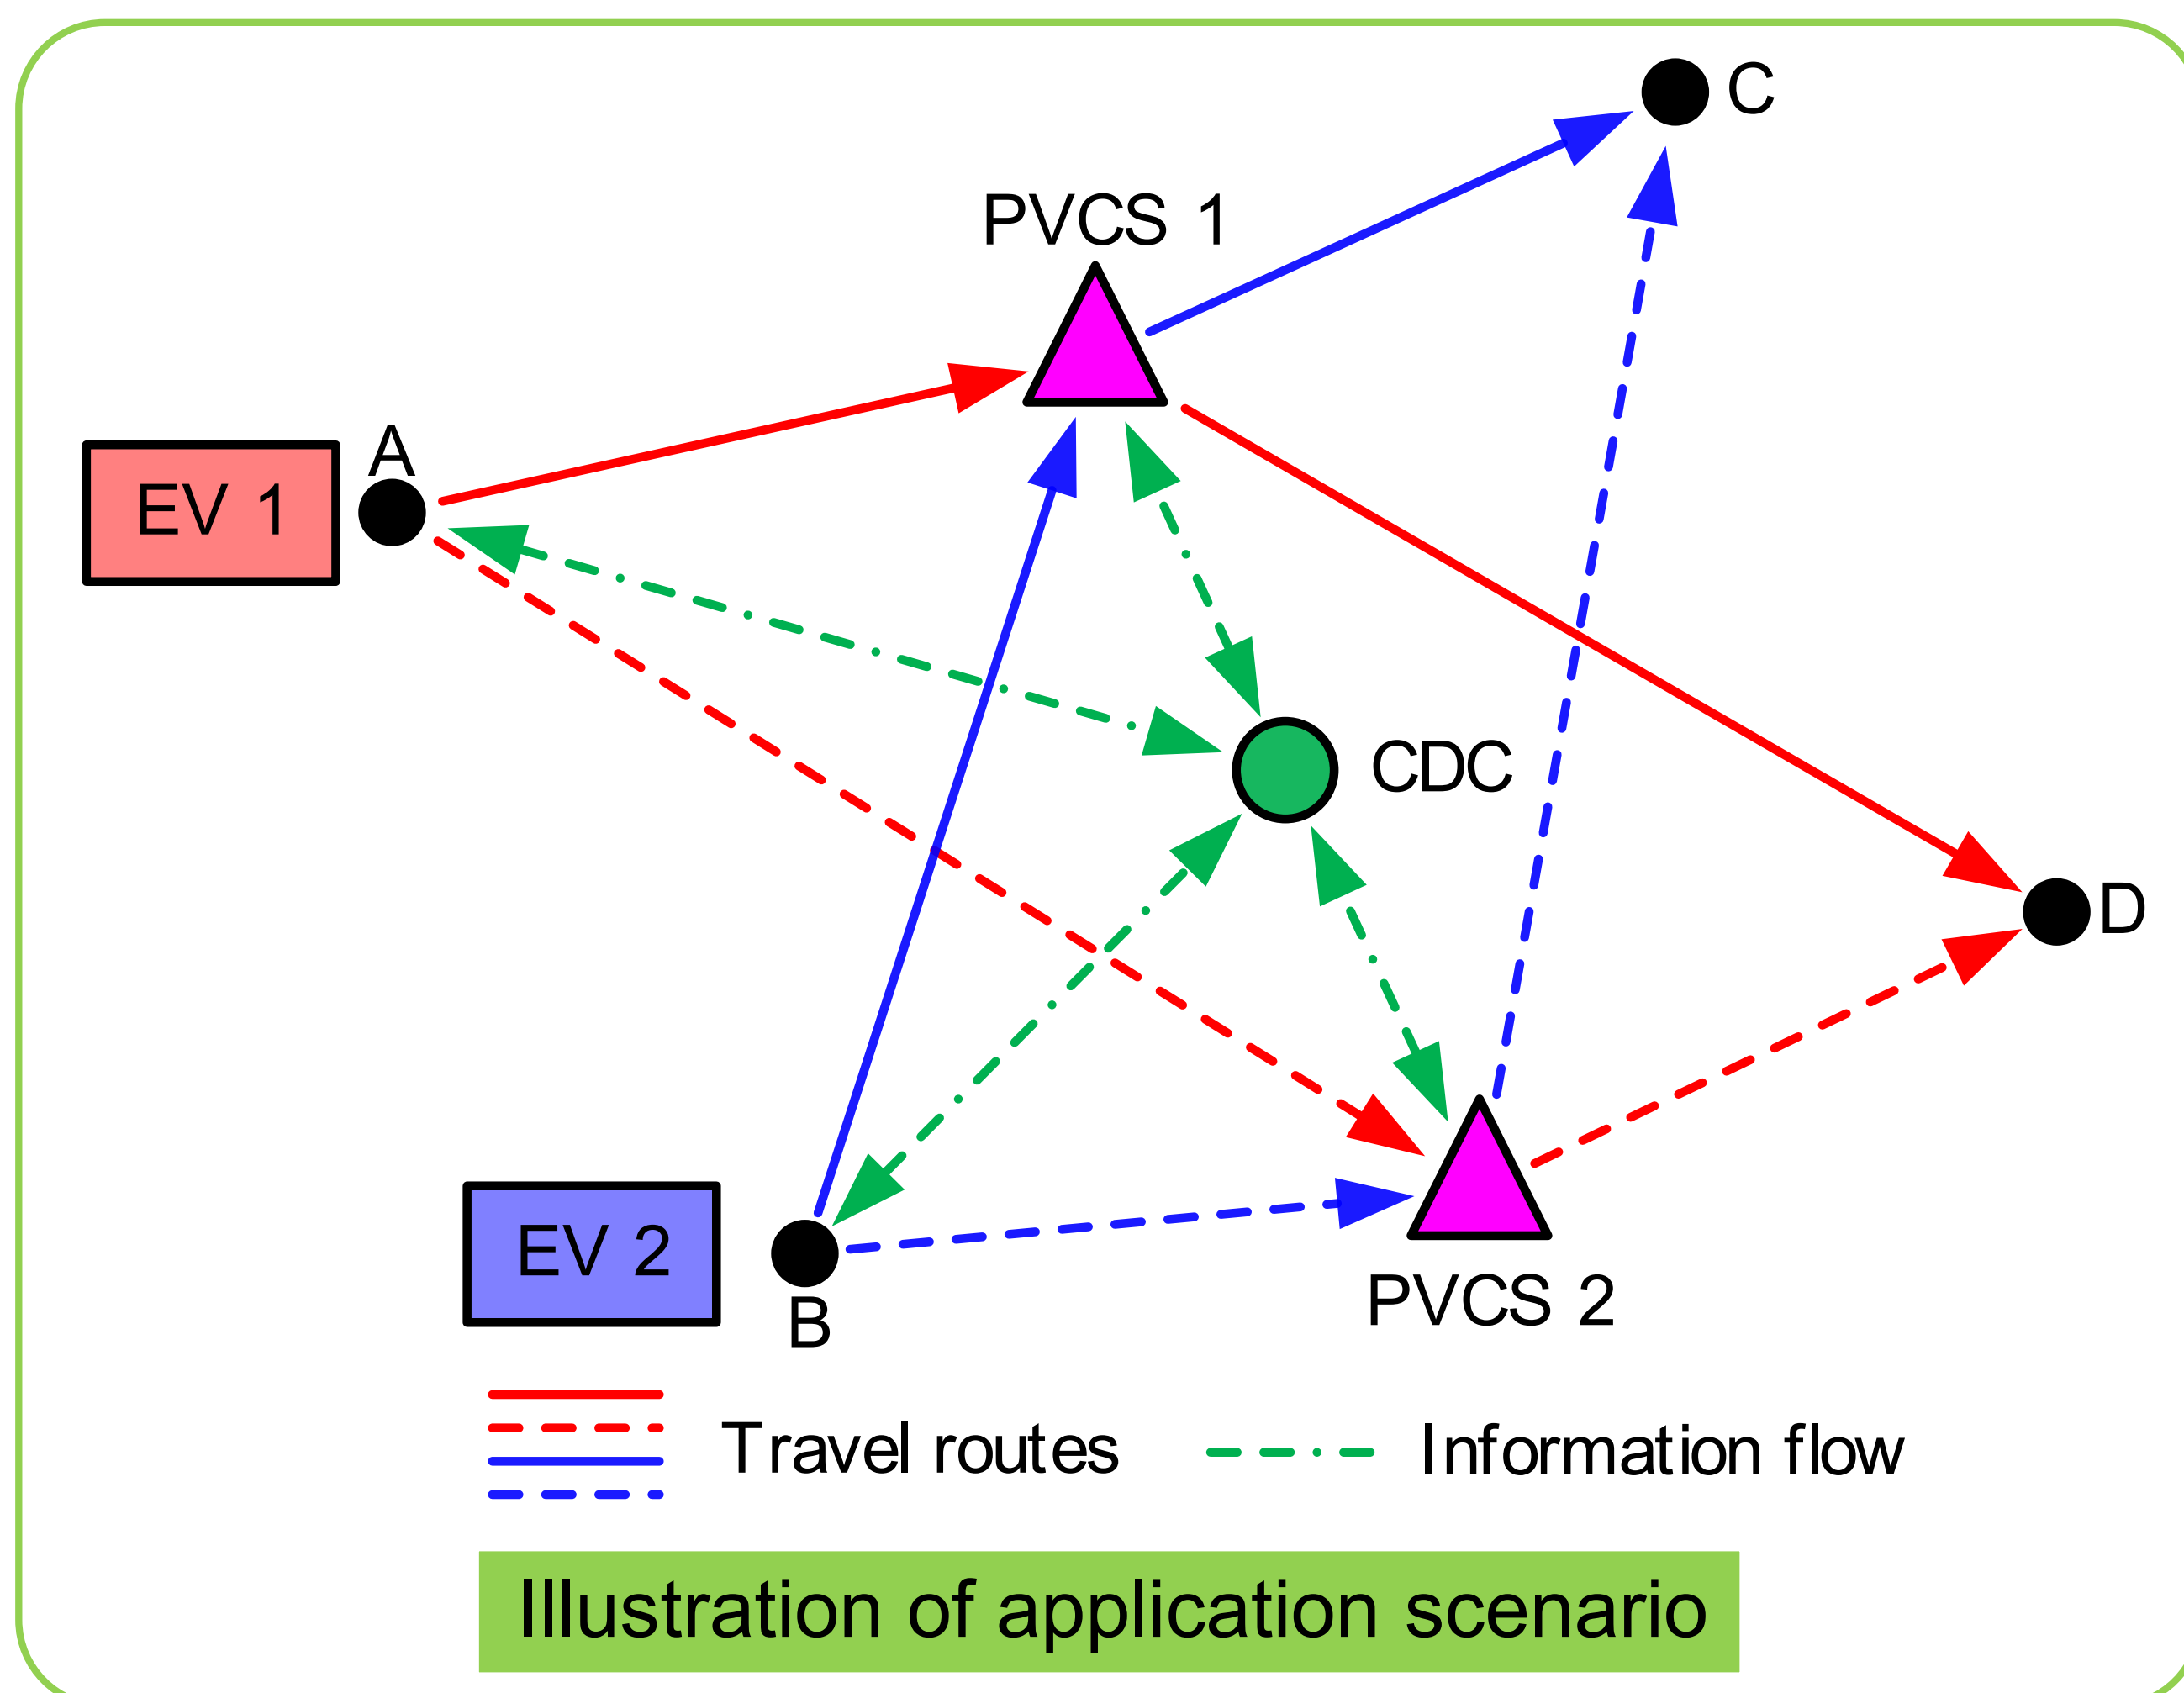 C
PVCS 1
A
EV 1
CDC
D
EV 2
B
PVCS 2
Travel routes
Information flow
Illustration of application scenario